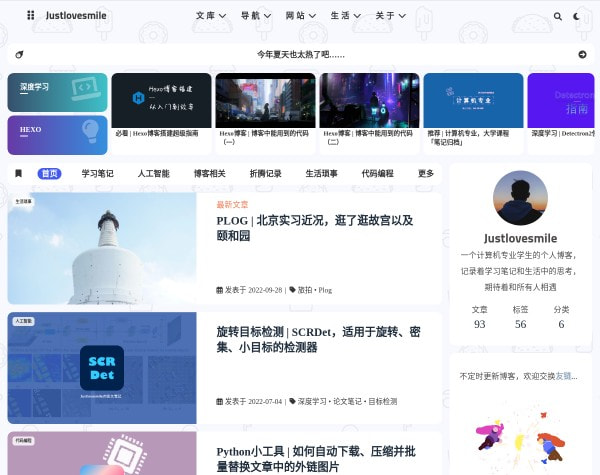 Justlovesmile
文库 导航 网站 生活 关于
今年夏天也太热了吧……
深度学习
HEXO
Hexo博客搭建
从入门到放弃
必看 | Hexo博客搭建超级指南
Hexo博客 | 博客中能用到的代码
（一）
Hexo博客 | 博客中能用到的代码
（二）
计算机专业
推荐 | 计算机专业，大学课程
『笔记归档』
Detectron
指南
深度学习 | Detectron2
首页 学习笔记 人工智能 博客相关 折腾记录 生活琐事 代码编程 更多
生活琐事
最新文章
PLOG | 北京实习近况，逛了逛故宫以及
颐和园
发表于 2022-09-28 | 旅拍 • Plog
人工智能
SCR
Det
旋转目标检测 | SCRDet，适用于旋转、密
集、小目标的检测器
发表于 2022-07-04 | 深度学习 • 论文笔记 • 目标检测
代码编程
Python小工具 | 如何自动下载、压缩并批
量替换文章中的外链图片
Justlovesmile
一个计算机专业学生的个人博客，
记录着学习笔记和生活中的思考，
期待着和所有人相遇
文章 标签 分类
93 56 6
不定时更新博客，欢迎交换友链...